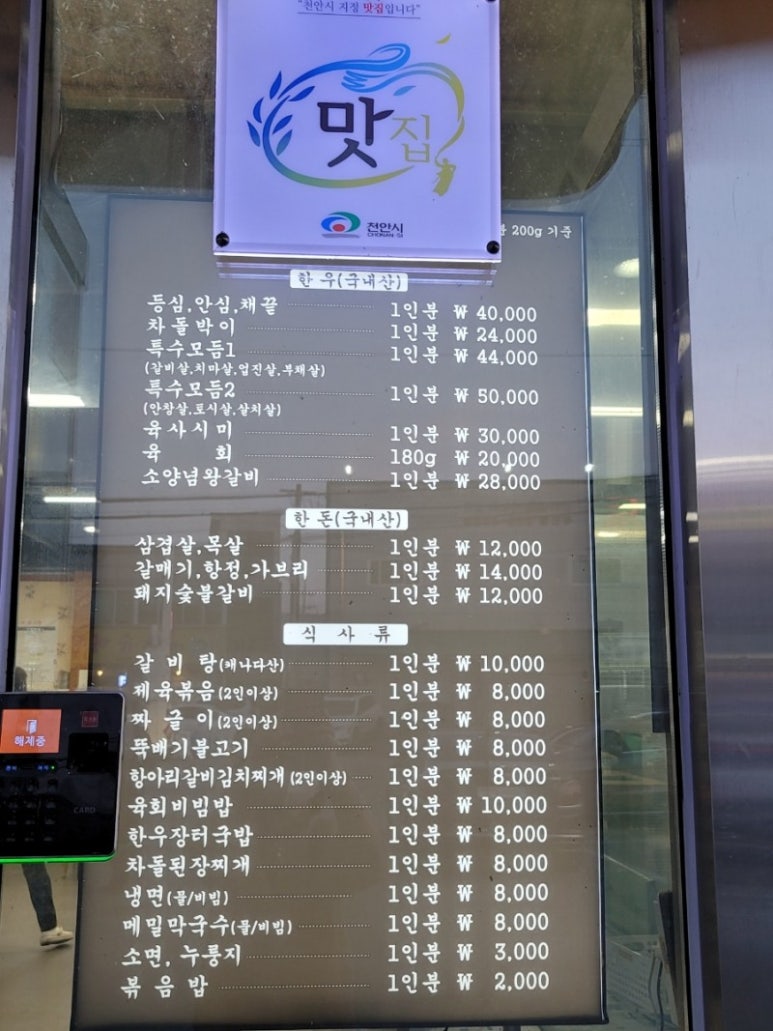 "천안시 지정 맛집입니다"
맛집
천안시
CHONAN-SI
200g 기준
한 우(국내산)
등심,안심,채끝 1인분 ₩ 40,000
차돌박이 1인분 ₩ 24,000
특수모듬1 1인분 ₩ 44,000
(갈비살,치마살,업진살,부채살)
특수모듬2 1인분 ₩ 50,000
(안창살,토시살,살치살)
육사시미 1인분 ₩ 30,000
육 회 180g ₩ 20,000
소양념왕갈비 1인분 ₩ 28,000
한 돈(국내산)
삼겹살,목살 1인분 ₩ 12,000
갈매기,항정,가브리 1인분 ₩ 14,000
돼지숯불갈비 1인분 ₩ 12,000
식 사 류
갈 비 탕(캐나다산) 1인분 ₩ 10,000
제육볶음(2인이상) 1인분 ₩ 8,000
짜 글 이(2인이상) 1인분 ₩ 8,000
뚝배기불고기 1인분 ₩ 8,000
항아리갈비김치찌개(2인이상) 1인분 ₩ 8,000
육회비빔밥 1인분 ₩ 10,000
한우장터국밥 1인분 ₩ 8,000
차돌된장찌개 1인분 ₩ 8,000
냉면(물/비빔) 1인분 ₩ 8,000
메밀막국수(물/비빔) 1인분 ₩ 8,000
소면, 누룽지 1인분 ₩ 3,000
볶 음 밥 1인분 ₩ 2,000
해제중
CARD